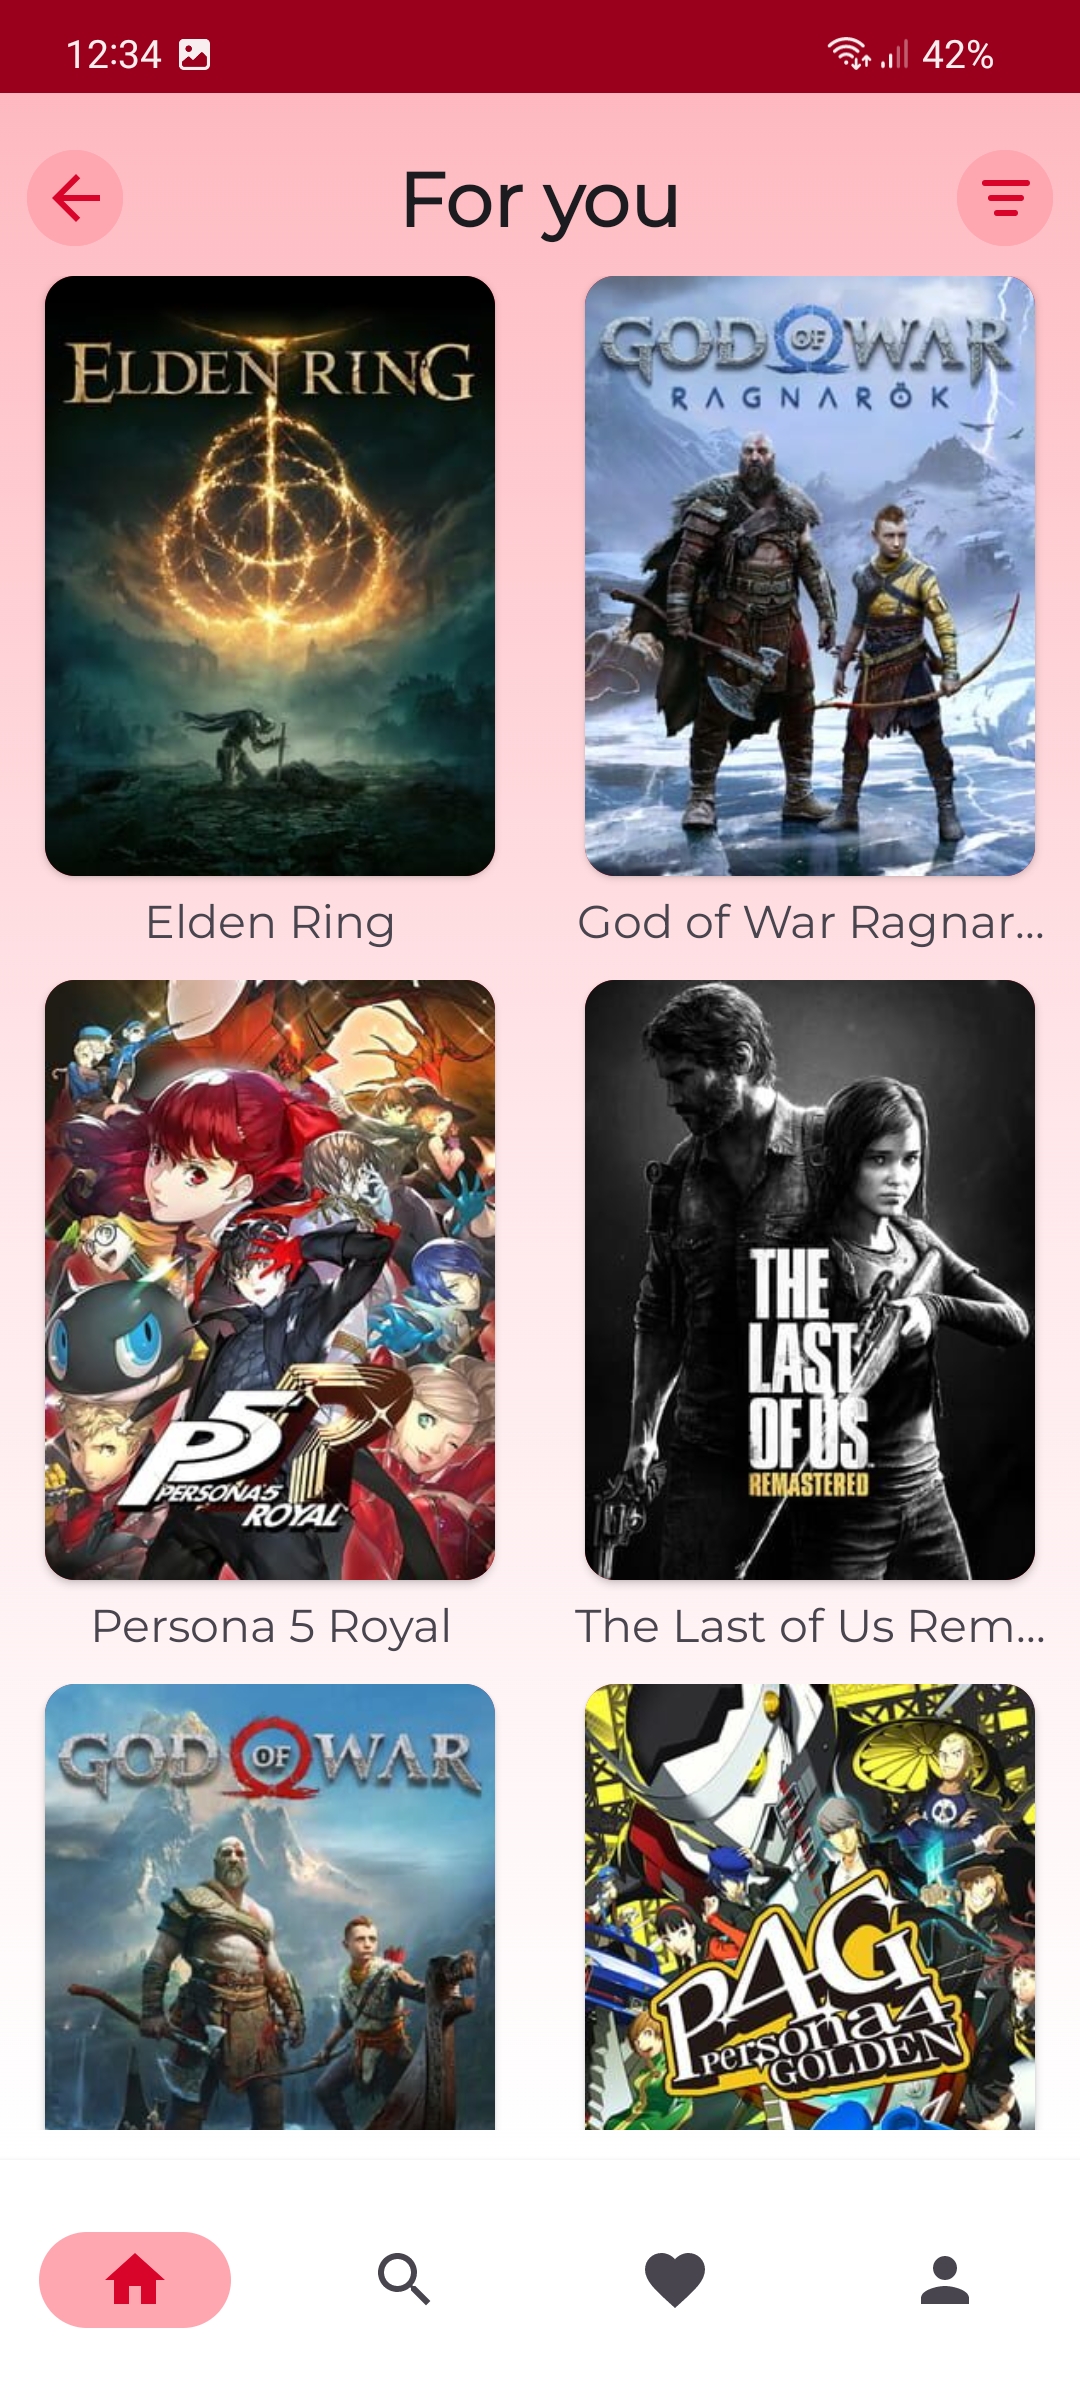 12:34
42%
For you
ELDEN RING
GOD OF WAR
RAGNARÖK
Elden Ring
God of War Ragnar...
P5R
PERSONA5
ROYAL
THE
LAST
OF US
REMASTERED
Persona 5 Royal
The Last of Us Rem...
GOD OF WAR
P4G
Persona4
GOLDEN